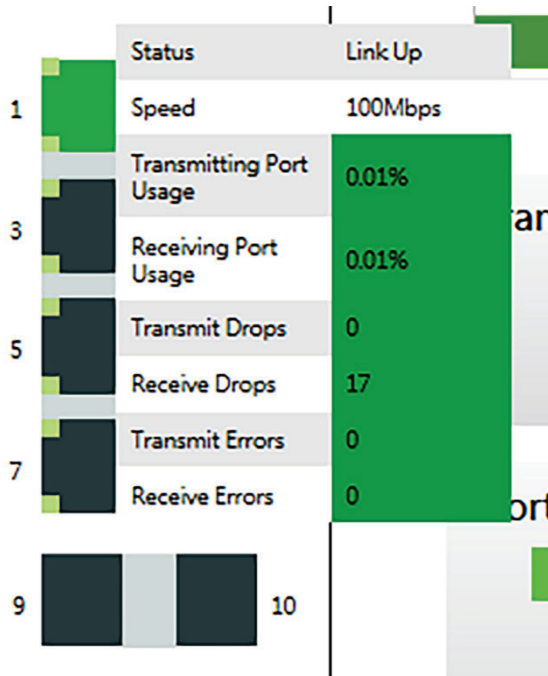 Status Link Up
1 Speed 100Mbps
Transmitting Port
Usage 0.01%
3 Receiving Port
Usage 0.01%
5 Transmit Drops 0
Receive Drops 17
7 Transmit Errors 0
Receive Errors 0
9 10